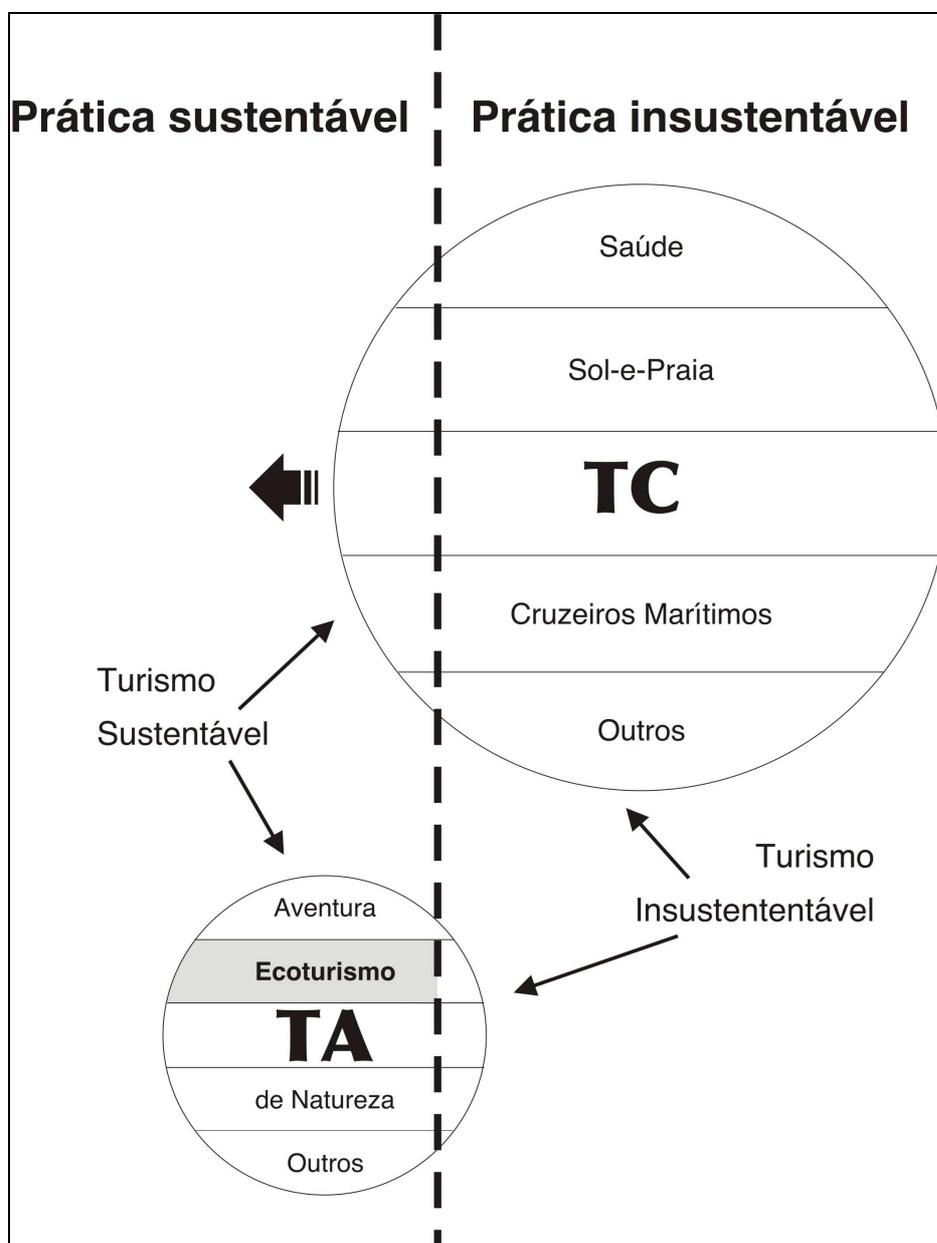 Prática sustentável
Prática insustentável
Saúde
Sol-e-Praia
TC
Cruzeiros Marítimos
Outros
Turismo
Sustentável
Turismo
Insustententável
Aventura
Ecoturismo
TA
de Natureza
Outros